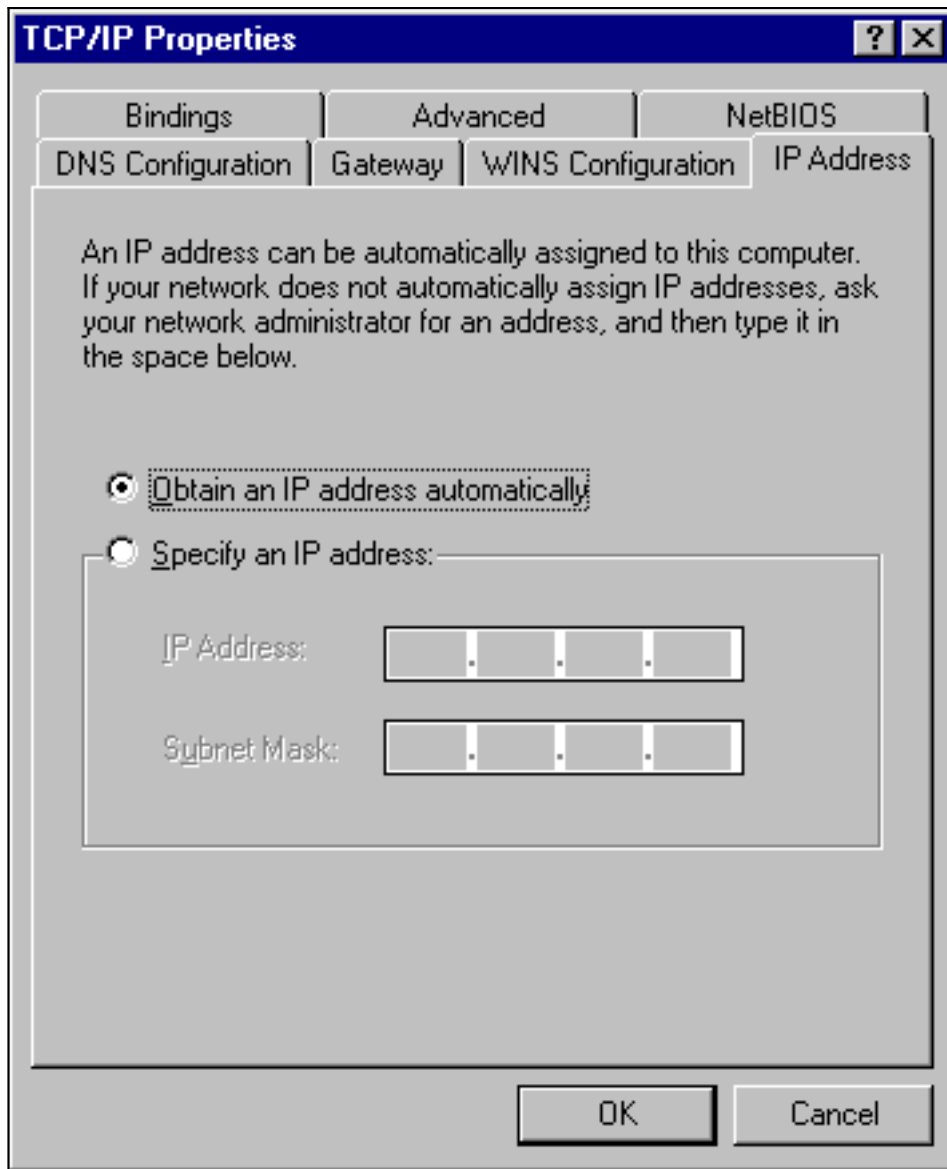 TCP/IP Properties
Bindings Advanced NetBIOS
DNS Configuration Gateway WINS Configuration IP Address
An IP address can be automatically assigned to this computer.
If your network does not automatically assign IP addresses, ask
your network administrator for an address, and then type it in
the space below.
Obtain an IP address automatically
Specify an IP address:
IP Address: . . .
Subnet Mask: . . .
OK Cancel